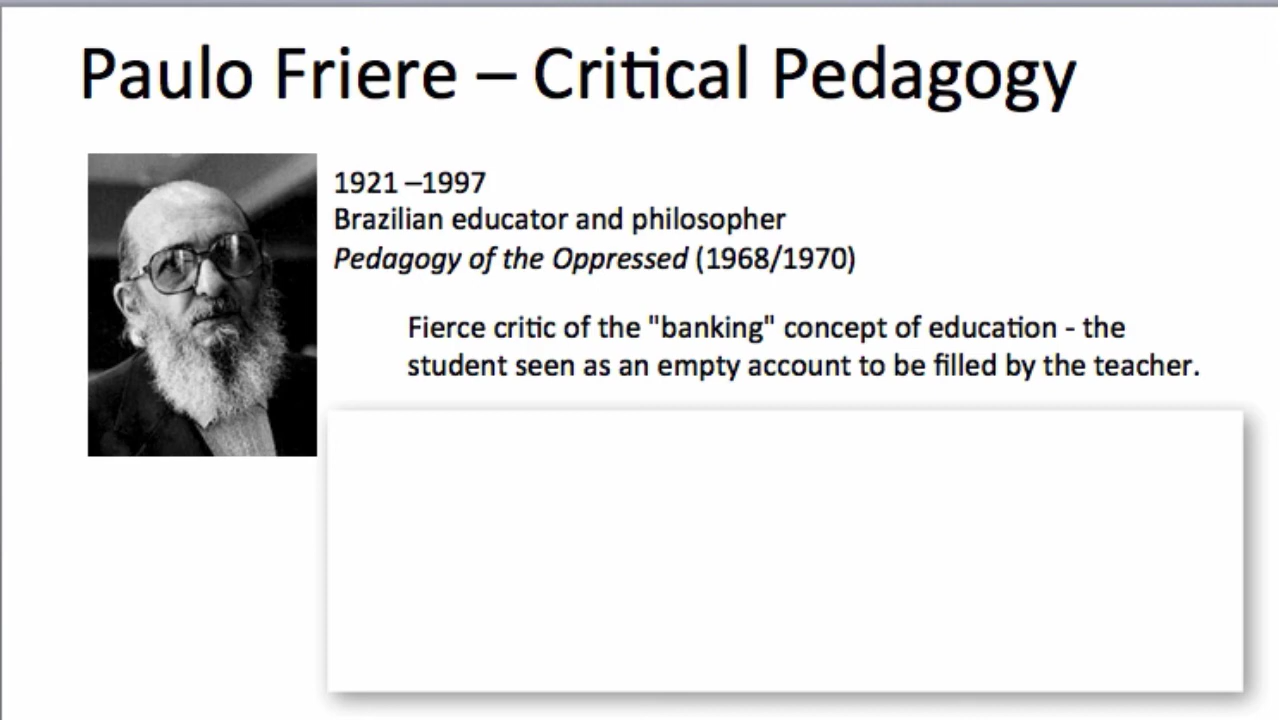 Paulo Friere – Critical Pedagogy
1921 –1997
Brazilian educator and philosopher
Pedagogy of the Oppressed (1968/1970)
Fierce critic of the "banking" concept of education - the
student seen as an empty account to be filled by the teacher.